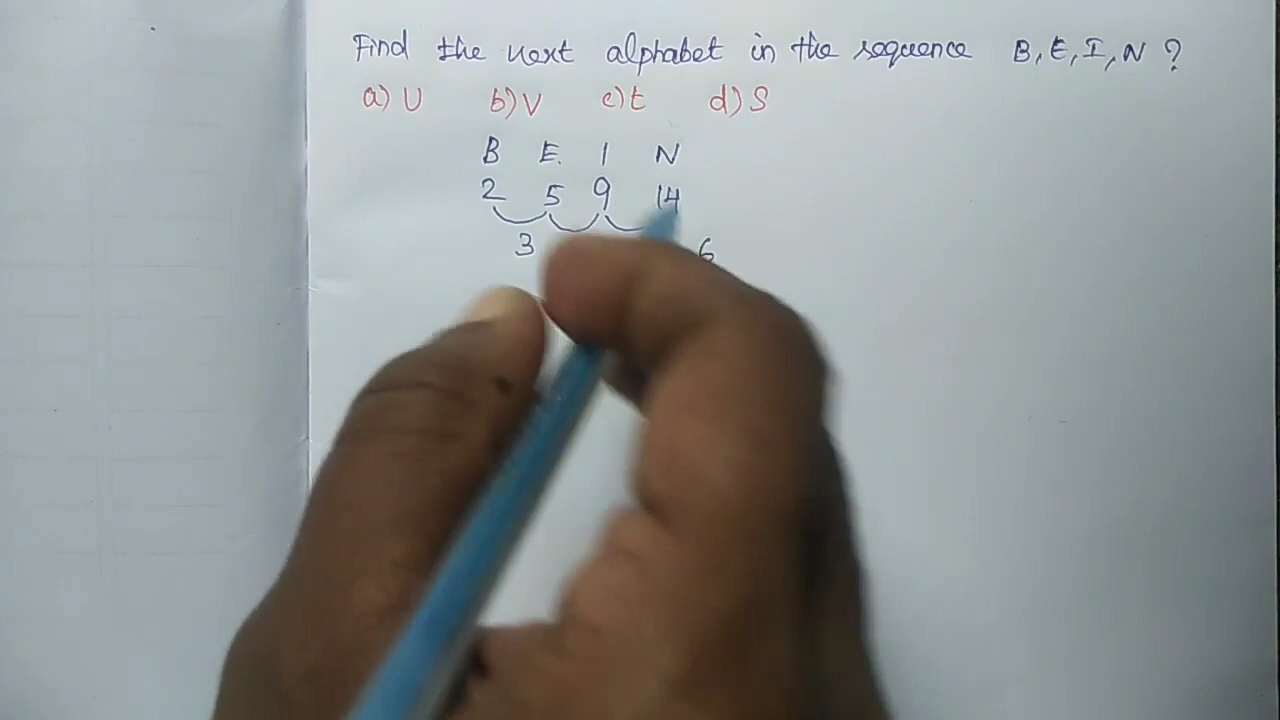 Find the next alphabet in the sequence B, E, I, N ?
a) U b) V c) t d) S
B E I N
2 5 9 14
3 6